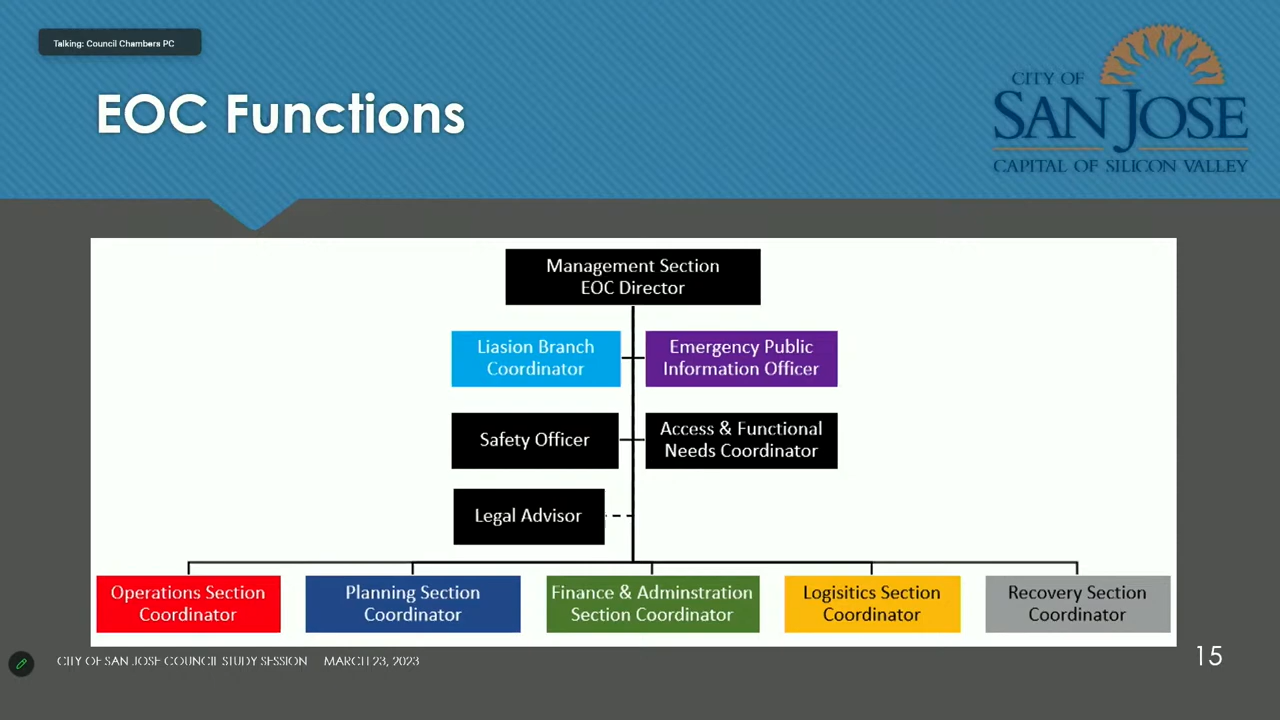 Talking: Council Chambers PC
EOC Functions
CITY OF
SAN JOSE
CAPITAL OF SILICON VALLEY
Management Section
EOC Director
Liasion Branch
Coordinator
Emergency Public
Information Officer
Safety Officer
Access & Functional
Needs Coordinator
Legal Advisor
Operations Section
Coordinator
Planning Section
Coordinator
Finance & Adminstration
Section Coordinator
Logisitics Section
Coordinator
Recovery Section
Coordinator
CITY OF SAN JOSE COUNCIL STUDY SESSION MARCH 23, 2023
15